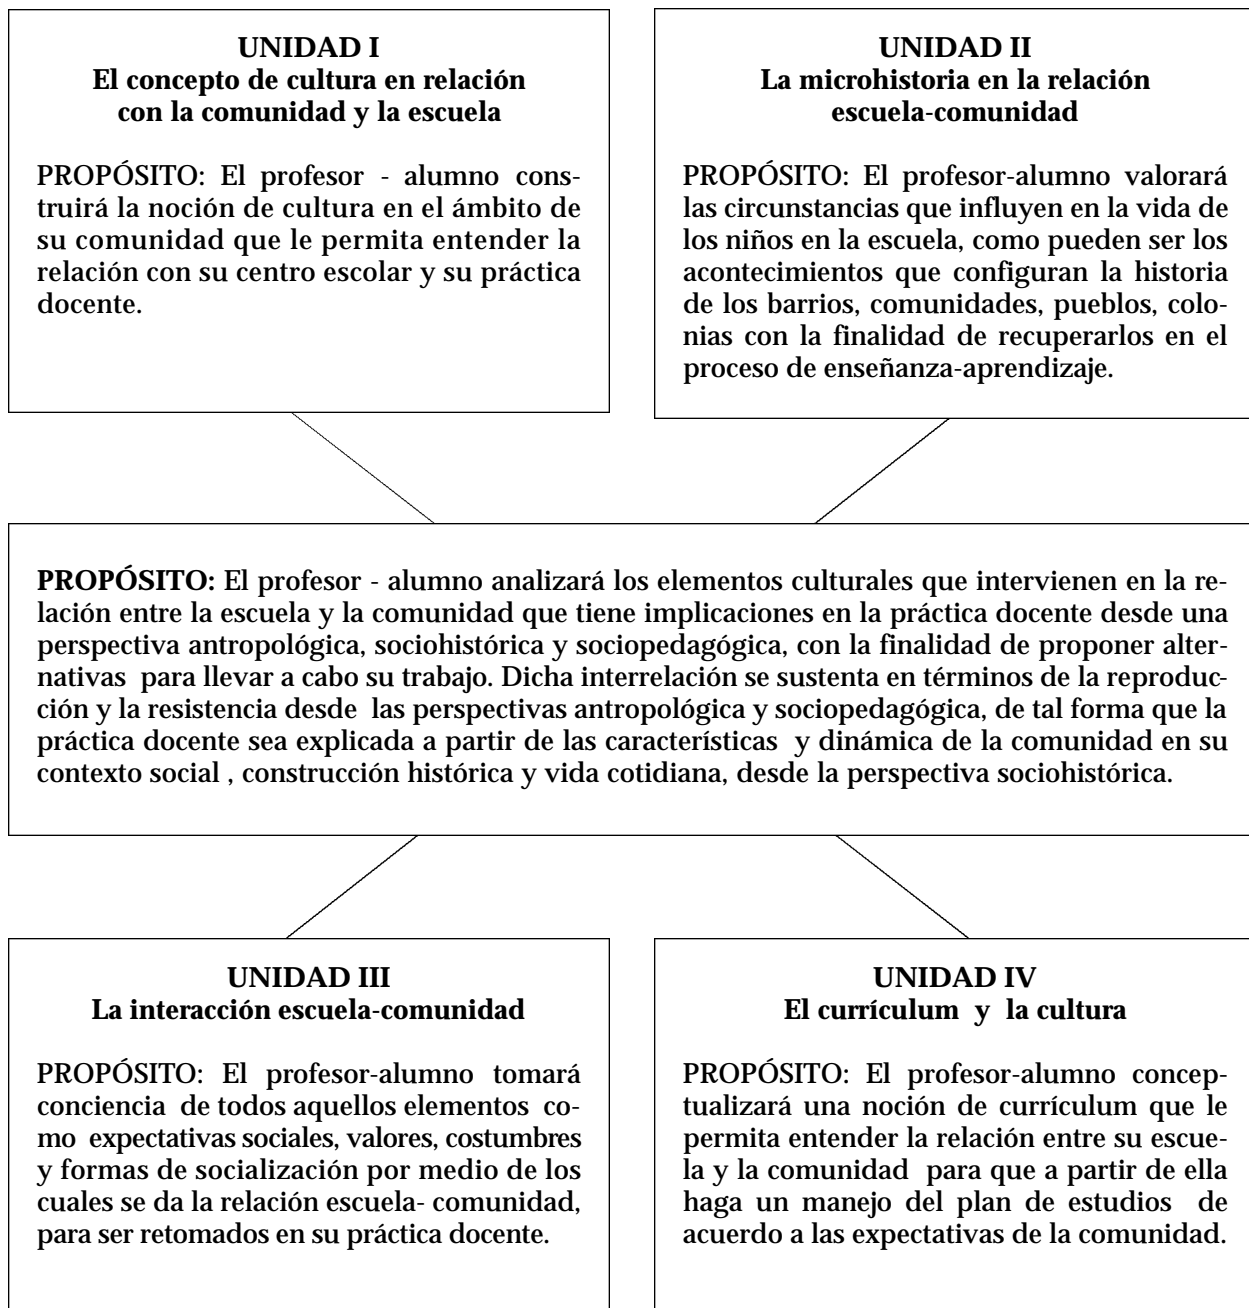 UNIDAD I
El concepto de cultura en relación
con la comunidad y la escuela
PROPÓSITO: El profesor - alumno cons-
truirá la noción de cultura en el ámbito de
su comunidad que le permita entender la
relación con su centro escolar y su práctica
docente.
UNIDAD II
La microhistoria en la relación
escuela-comunidad
PROPÓSITO: El profesor-alumno valorará
las circunstancias que influyen en la vida de
los niños en la escuela, como pueden ser los
acontecimientos que configuran la historia
de los barrios, comunidades, pueblos, colo-
nias con la finalidad de recuperarlos en el
proceso de enseñanza-aprendizaje.
PROPÓSITO: El profesor - alumno analizará los elementos culturales que intervienen en la re-
lación entre la escuela y la comunidad que tiene implicaciones en la práctica docente desde una
perspectiva antropológica, sociohistórica y sociopedagógica, con la finalidad de proponer alter-
nativas para llevar a cabo su trabajo. Dicha interrelación se sustenta en términos de la reproduc-
ción y la resistencia desde las perspectivas antropológica y sociopedagógica, de tal forma que la
práctica docente sea explicada a partir de las características y dinámica de la comunidad en su
contexto social , construcción histórica y vida cotidiana, desde la perspectiva sociohistórica.
UNIDAD III
La interacción escuela-comunidad
PROPÓSITO: El profesor-alumno tomará
conciencia de todos aquellos elementos co-
mo expectativas sociales, valores, costumbres
y formas de socialización por medio de los
cuales se da la relación escuela- comunidad,
para ser retomados en su práctica docente.
UNIDAD IV
El currículum y la cultura
PROPÓSITO: El profesor-alumno concep-
tualizará una noción de currículum que le
permita entender la relación entre su escue-
la y la comunidad para que a partir de ella
haga un manejo del plan de estudios de
acuerdo a las expectativas de la comunidad.